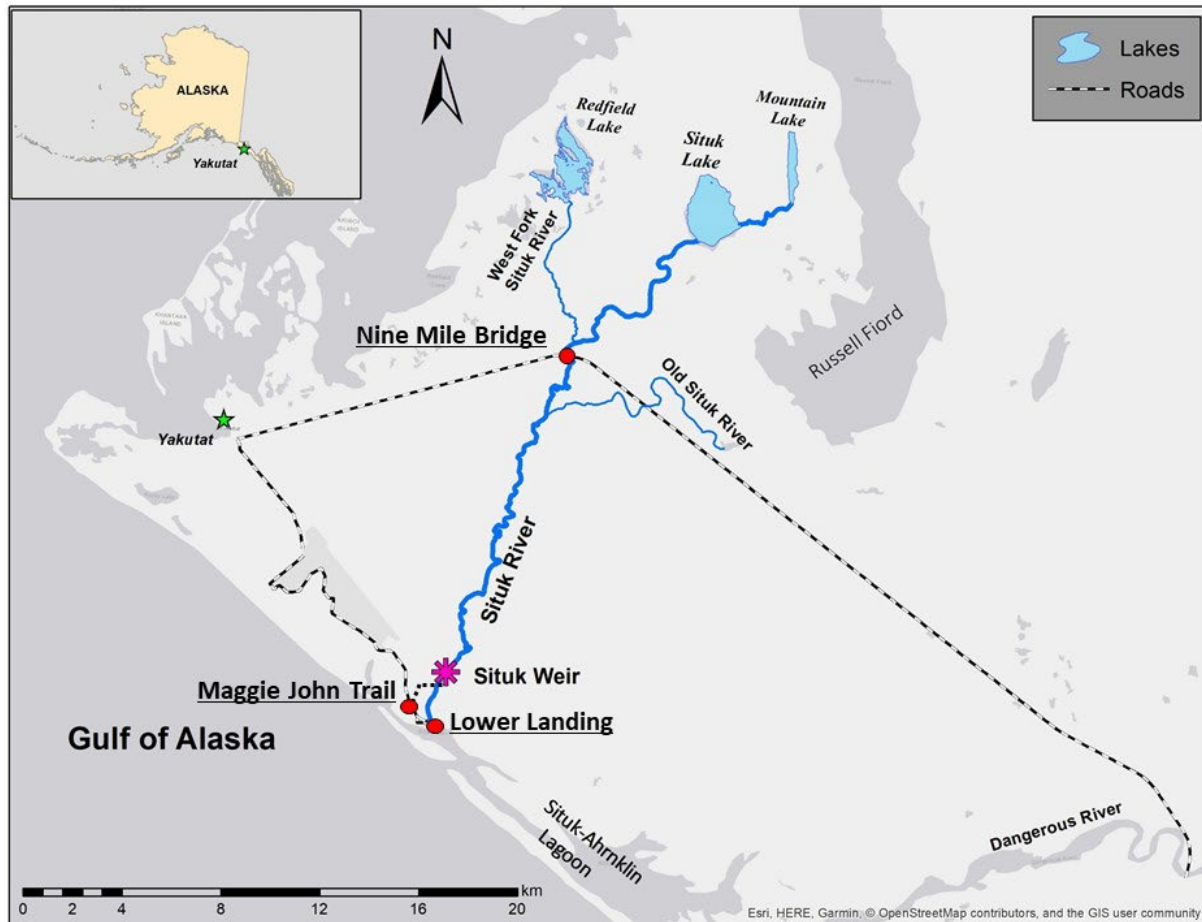 ALASKA
Yakutat
N
Lakes
Roads
Redfield
Lake
Mountain
Lake
Situk
Lake
West Fork
Situk River
KHANTAAK
ISLAND
Nine Mile Bridge
Russell Fiord
Old Situk River
Yakutat
Situk River
Situk Weir
Maggie John Trail
Lower Landing
Gulf of Alaska
Situk-Ahrnklin
Lagoon
Dangerous River
km
0 4 8 12 16 20
Esri, HERE, Garmin, © OpenStreetMap contributors, and the GIS user community